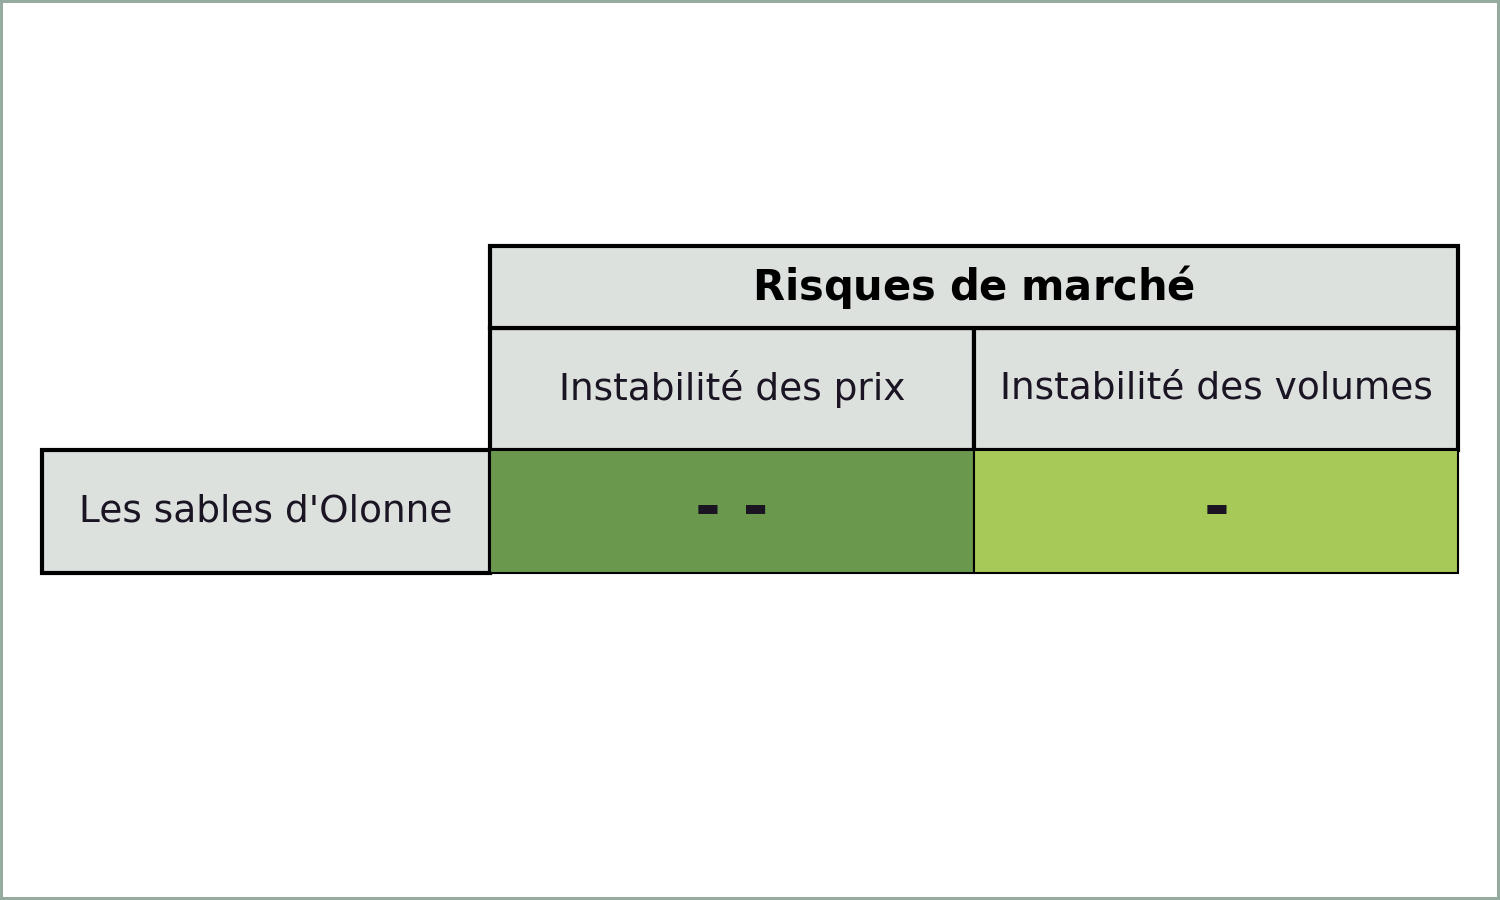 Risques de marché
Instabilité des prix
Instabilité des volumes
Les sables d'Olonne
- -
-